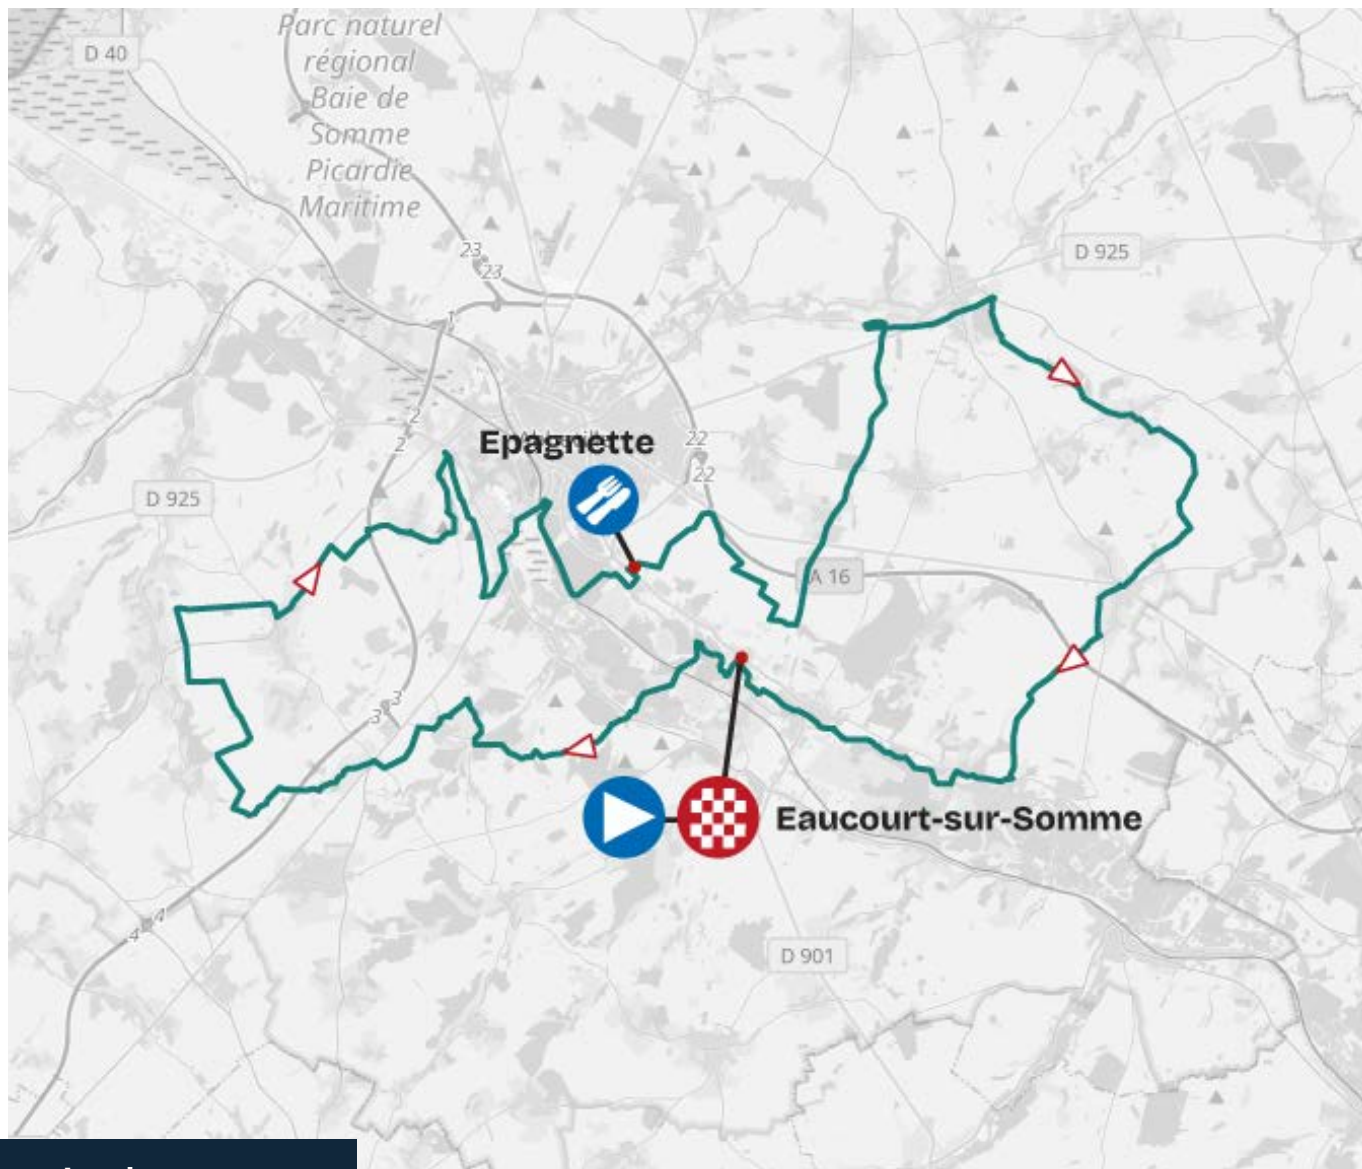 Parc naturel
régional
Baie de
Somme
Picardie
Maritime
D 40
D 925
23
23
1
2
2
22
22
Epagnette
D 925
A 16
3
3
Eaucourt-sur-Somme
4
4
D 901